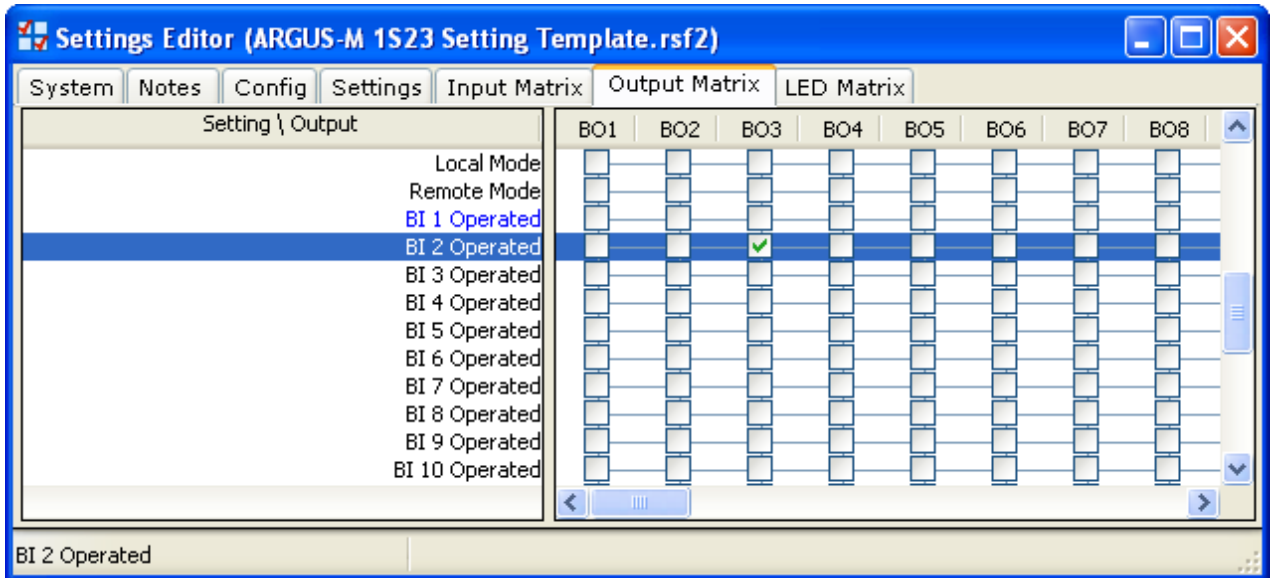 Settings Editor (ARGUS-M 1S23 Setting Template.rsf2)
System Notes Config Settings Input Matrix Output Matrix LED Matrix
Setting \ Output BO1 BO2 BO3 BO4 BO5 BO6 BO7 BO8
Local Mode
Remote Mode
BI 1 Operated
BI 2 Operated
BI 3 Operated
BI 4 Operated
BI 5 Operated
BI 6 Operated
BI 7 Operated
BI 8 Operated
BI 9 Operated
BI 10 Operated
BI 2 Operated